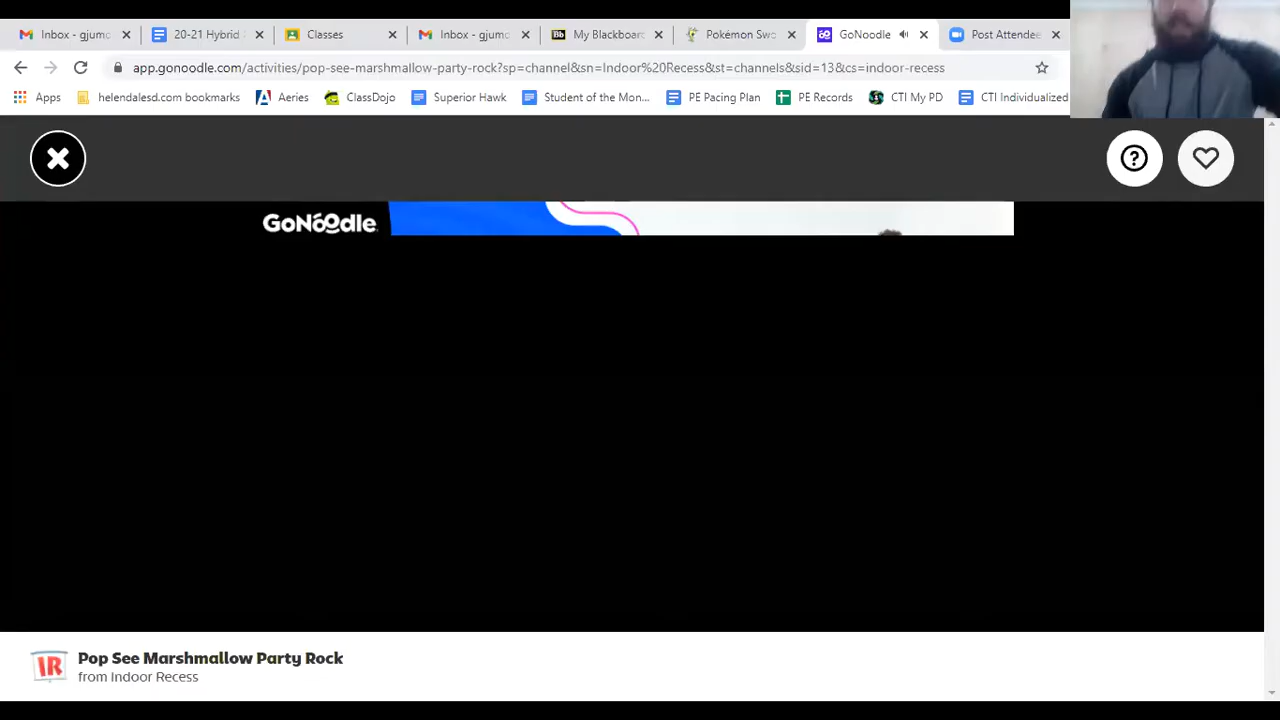 Inbox - gjumc
20-21 Hybrid
Classes
Inbox - gjumc
Bb
My Blackboar
Pokémon Swo
GoNoodle
Post Attendee
app.gonoodle.com/activities/pop-see-marshmallow-party-rock?sp=channel&sn=Indoor%20Recess&st=channels&sid=13&cs=indoor-recess
Apps
helendalesd.com bookmarks
Aeries
ClassDojo
Superior Hawk
Student of the Mon...
PE Pacing Plan
PE Records
CTI My PD
CTI Individualized
GoNoodle
IR
Pop See Marshmallow Party Rock
from Indoor Recess